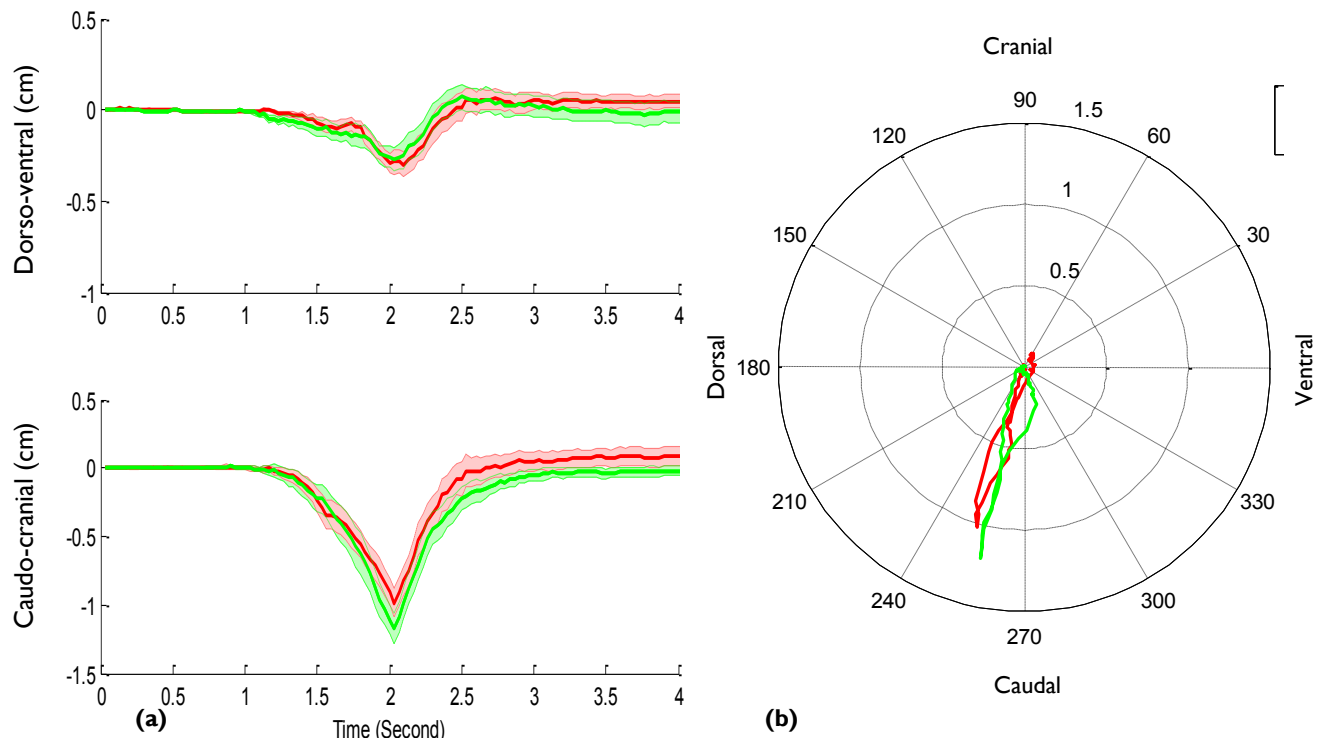 Dorso-ventral (cm)
0.5
0
-0.5
-1
0 0.5 1 1.5 2 2.5 3 3.5 4
Caudo-cranial (cm)
0.5
0
-0.5
-1
-1.5
0 0.5 1 1.5 2 2.5 3 3.5 4
(a)
Time (Second)
Cranial
90
1.5
120
60
1
150
30
0.5
Dorsal
180
Ventral
210
330
240
300
270
Caudal
(b)